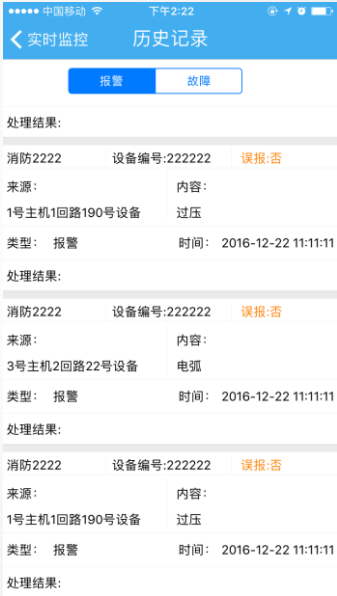 中国移动 下午2:22
实时监控 历史记录
报警 故障
处理结果:
消防2222 设备编号:222222 误报:否
来源: 内容:
1号主机1回路190号设备 过压
类型: 报警 时间: 2016-12-22 11:11:11
处理结果:
消防2222 设备编号:222222 误报:否
来源: 内容:
3号主机2回路22号设备 电弧
类型: 报警 时间: 2016-12-22 11:11:11
处理结果:
消防2222 设备编号:222222 误报:否
来源: 内容:
1号主机1回路190号设备 过压
类型: 报警 时间: 2016-12-22 11:11:11
处理结果: